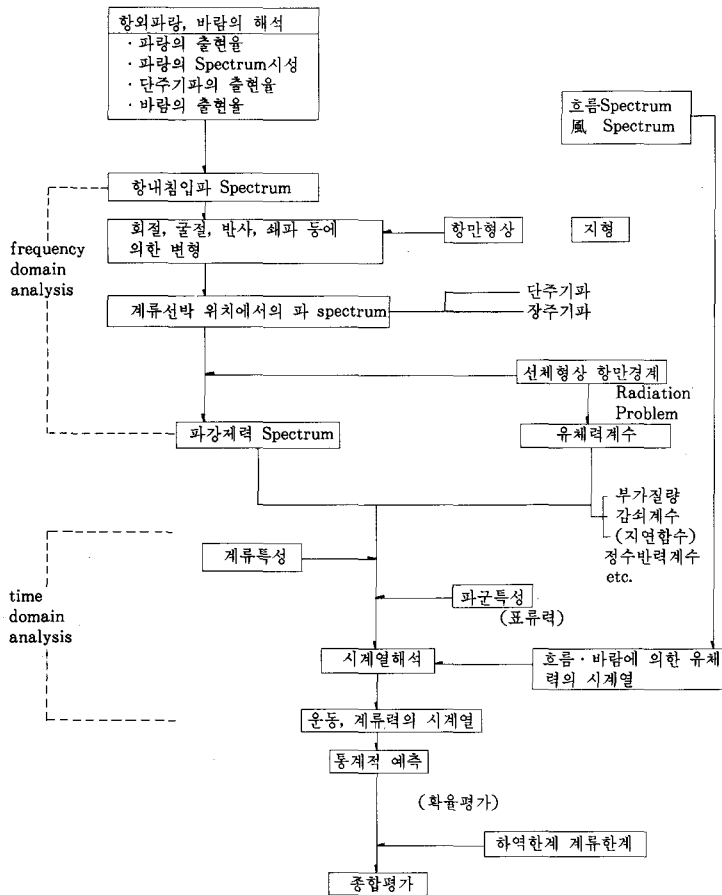 항외파랑, 바람의 해석
· 파랑의 출현율
· 파랑의 Spectrum시성
· 단주기파의 출현율
· 바람의 출현율
흐름Spectrum
風 Spectrum
항내침입파 Spectrum
회절, 굴절, 반사, 쇄파 등에
의한 변형
항만형상
지형
frequency
domain
analysis
계류선박 위치에서의 파 spectrum
단주기파
장주기파
선체형상 항만경계
Radiation
Problem
파강제력 Spectrum
유체력계수
부가질량
감쇠계수
(지연함수)
정수반력계수
etc.
계류특성
time
domain
analysis
파군특성
(표류력)
시계열해석
흐름 · 바람에 의한 유체
력의 시계열
운동, 계류력의 시계열
통계적 예측
(확율평가)
하역한계 계류한계
종합평가